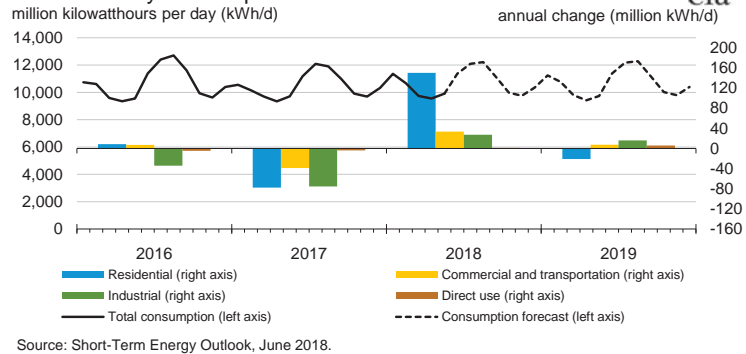 million kilowatthours per day (kWh/d)
annual change (million kWh/d)
14,000
12,000
10,000
8,000
6,000
4,000
2,000
0
200
160
120
80
40
0
-40
-80
-120
-160
2016
2017
2018
2019
Residential (right axis)
Commercial and transportation (right axis)
Industrial (right axis)
Direct use (right axis)
Total consumption (left axis)
Consumption forecast (left axis)
Source: Short-Term Energy Outlook, June 2018.